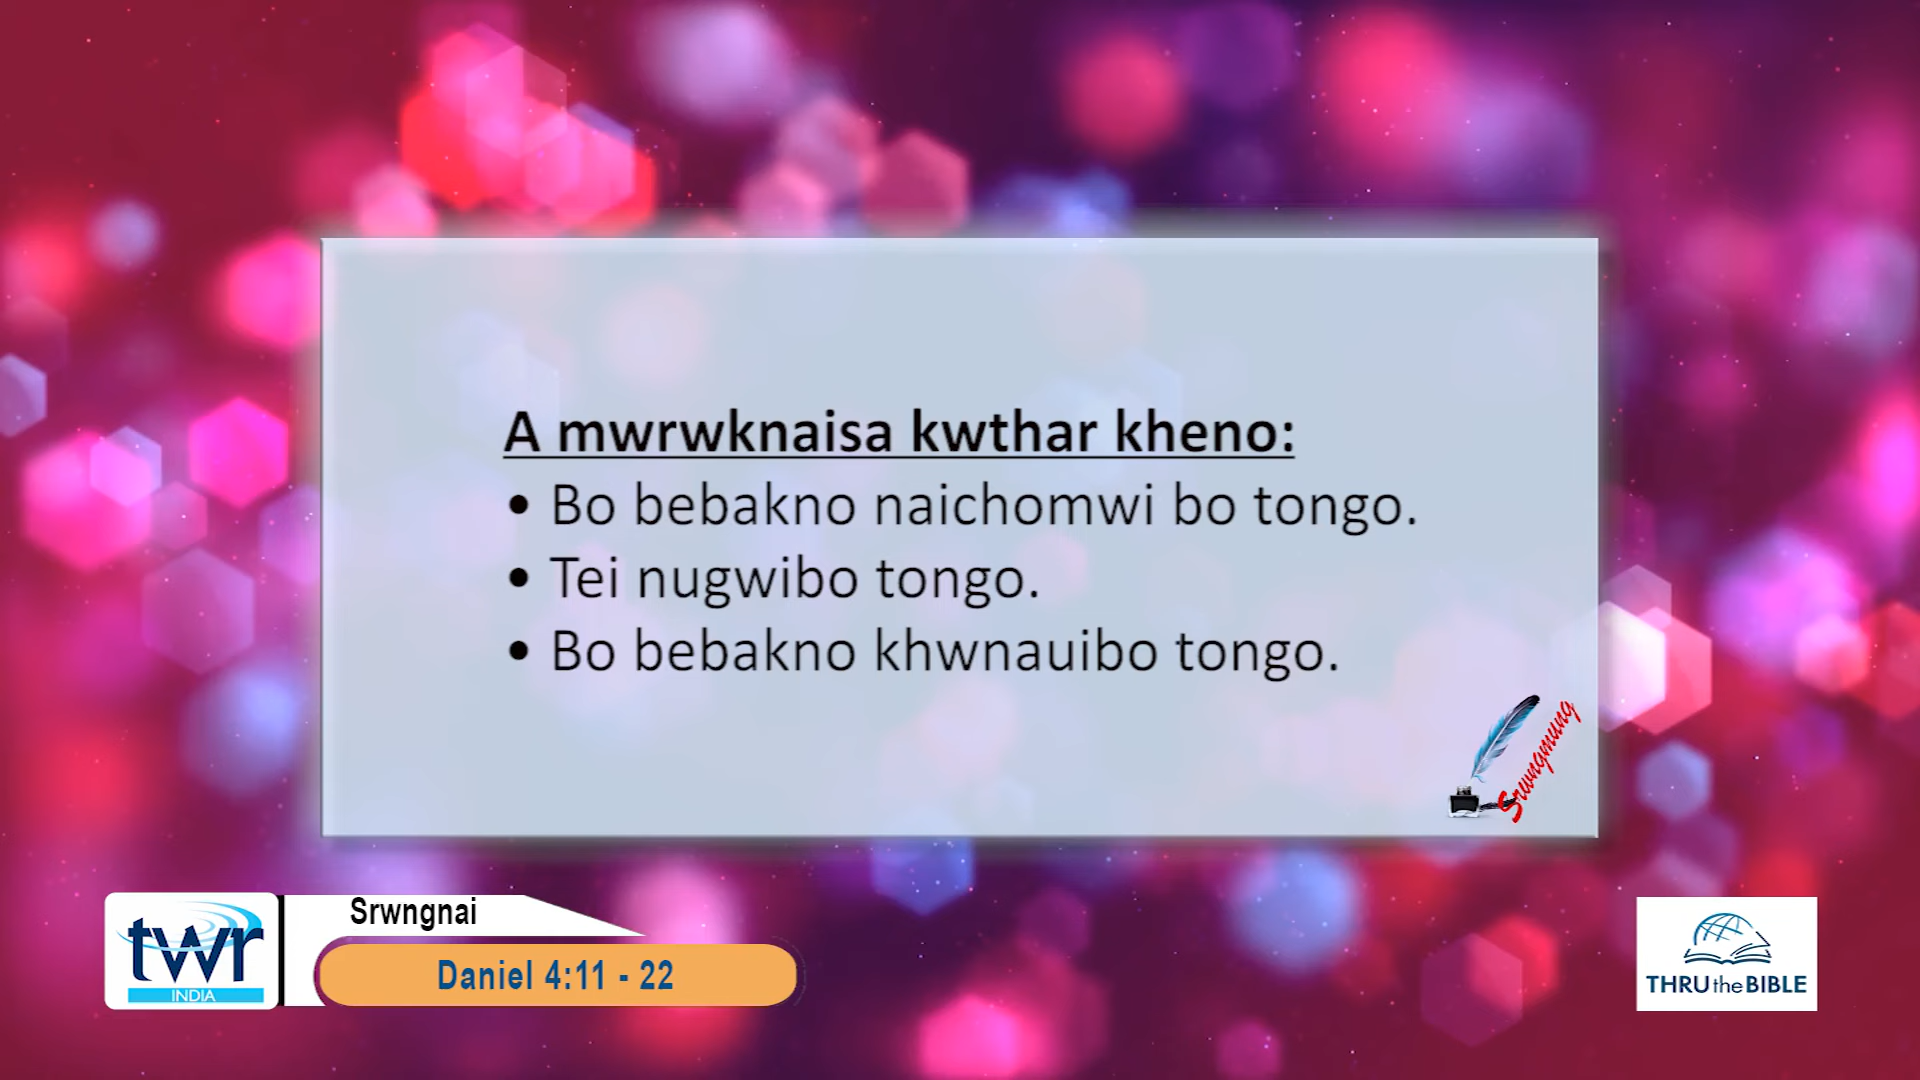 A mwrwknaisa kwthar kheno:
• Bo bebakno naichomwi bo tongo.
• Tei nugwibo tongo.
• Bo bebakno khwnauibo tongo.
Srwngmung
twr
INDIA
Srwngnai
Daniel 4:11 - 22
THRU the BIBLE